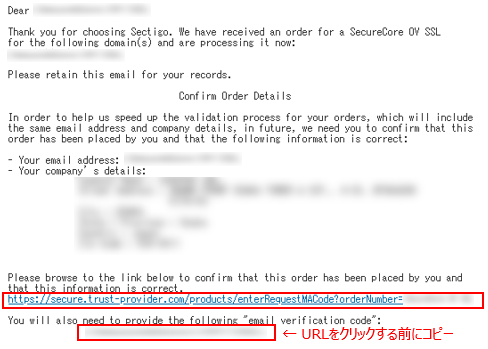 Dear
Thank you for choosing Sectigo. We have received an order for a SecureCore OV SSL
for the following domain(s) and are processing it now:
Please retain this email for your records.
Confirm Order Details
In order to help us speed up the validation process for your orders, which will include
the same email address and company details, in future, we need you to confirm that this
order has been placed by you and that the following information is correct:
- Your email address:
- Your company's details:
Please browse to the link below to confirm that this order has been placed by you and
that this information is correct.
https://secure.trust-provider.com/products/enterRequestMACode?orderNumber=
You will also need to provide the following "email verification code":
← URLをクリックする前にコピー